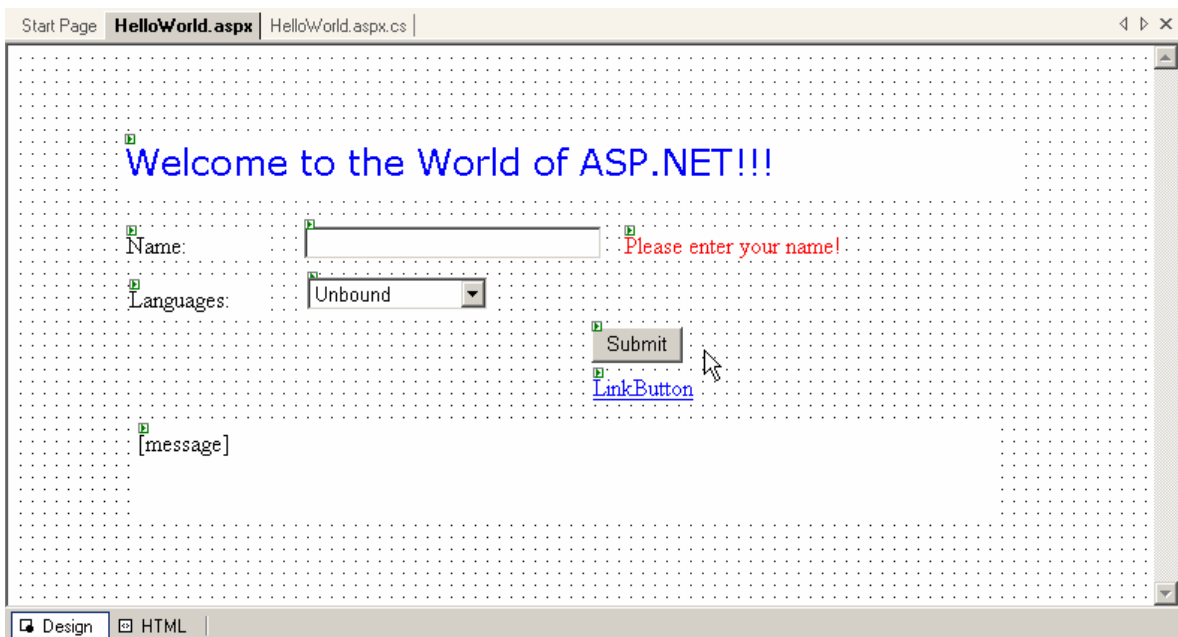 Start Page HelloWorld.aspx HelloWorld.aspx.cs
Welcome to the World of ASP.NET!!!
Name: Please enter your name!
Languages: Unbound
Submit
LinkButton
[message]
Design HTML